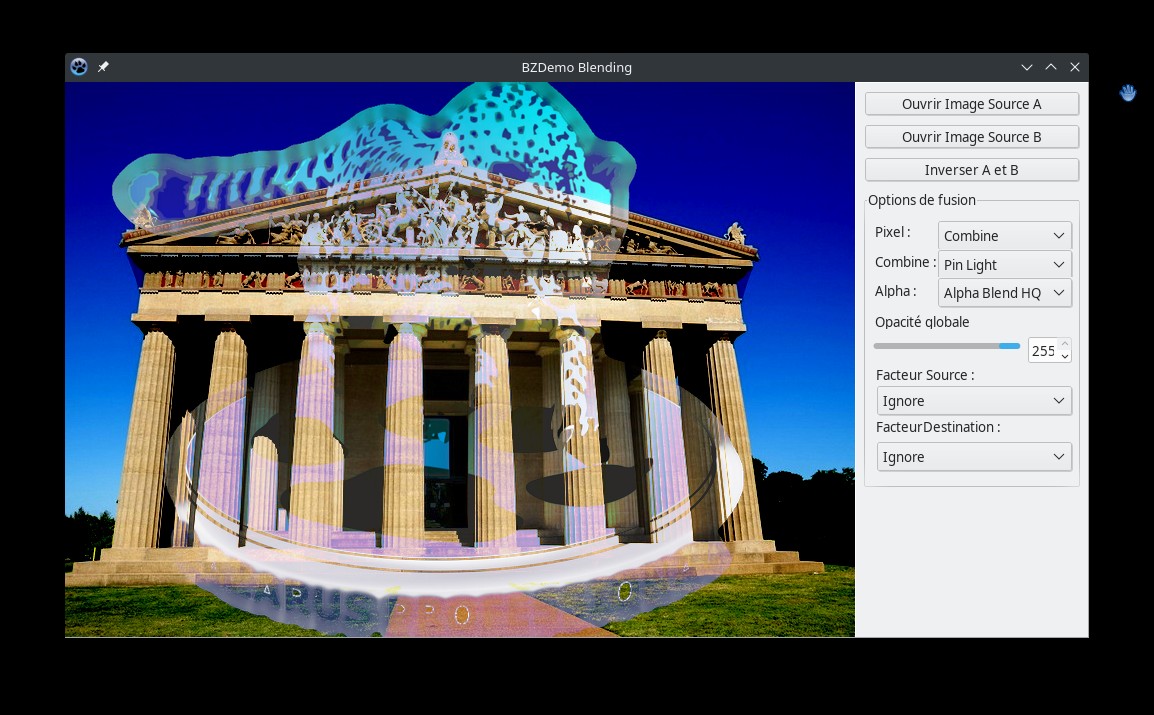 BZDemo Blending
Ouvrir Image Source A
Ouvrir Image Source B
Inverser A et B
Options de fusion
Pixel :
Combine
Combine :
Pin Light
Alpha :
Alpha Blend HQ
Opacité globale
255
Facteur Source :
Ignore
FacteurDestination :
Ignore